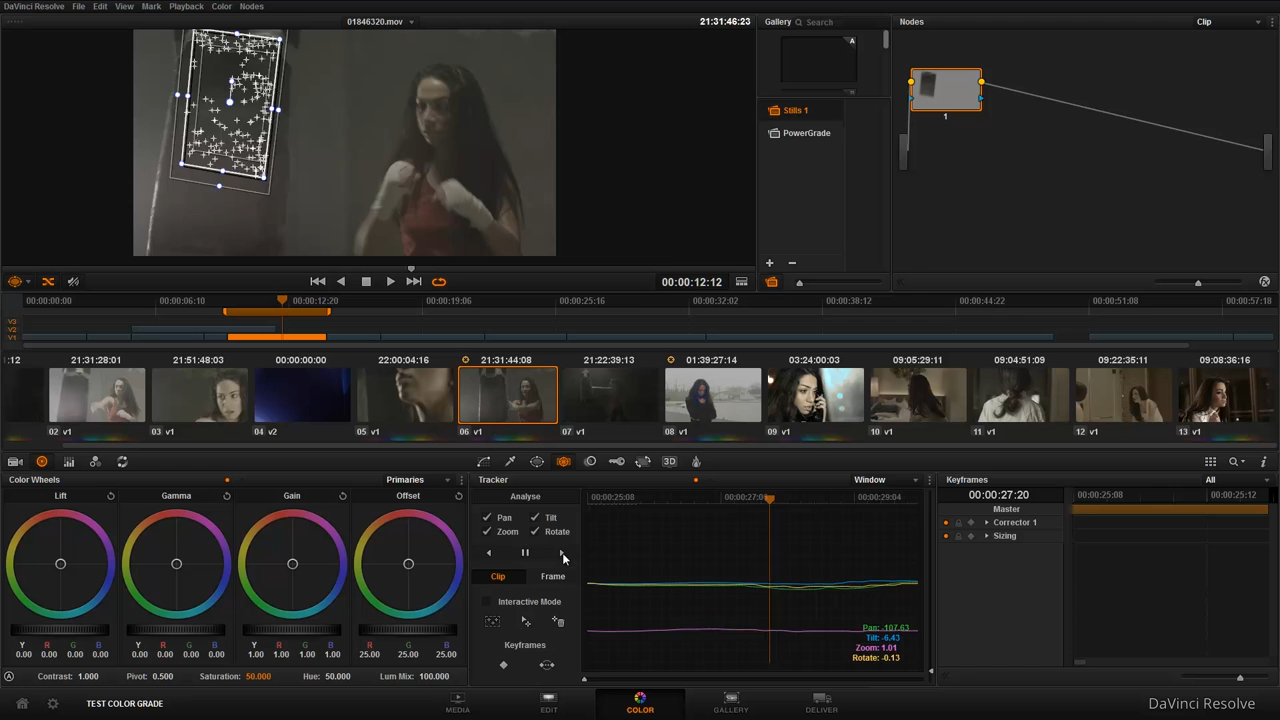 DaVinci Resolve File Edit View Mark Playback Color Nodes
01846320.mov 21:31:46:23 Gallery Search Nodes Clip
A
Stills 1
PowerGrade
1
00:00:12:12
00:00:00:00 00:00:06:10 00:00:12:20 00:00:19:06 00:00:25:16 00:00:32:02 00:00:38:12 00:00:44:22 00:00:51:08 00:00:57:18
V3
V2
V1
:12 21:31:28:01 21:51:48:03 00:00:00:00 22:00:04:16 21:31:44:08 21:22:39:13 01:39:27:14 03:24:00:03 09:05:29:11 09:04:51:09 09:22:35:11 09:08:36:16
02 v1 03 v1 04 v2 05 v1 06 v1 07 v1 08 v1 09 v1 10 v1 11 v1 12 v1 13 v1
3D
Color Wheels Primaries Tracker Window Keyframes All
Lift Gamma Gain Offset Analyse 00:00:25:08 00:00:29:04 00:00:27:20 00:00:25:08 00:00:25:12
Master
Pan Tilt Corrector 1
Zoom Rotate Sizing
Clip Frame
Interactive Mode
Pan: -107.63
Tilt: -6.43
Zoom: 1.01
Rotate: -0.13
Keyframes
Y R G B Y R G B Y R G B R G B
0.00 0.00 0.00 0.00 0.00 0.00 0.00 0.00 1.00 1.00 1.00 1.00 25.00 25.00 25.00
A Contrast: 1.000 Pivot: 0.500 Saturation: 50.000 Hue: 50.000 Lum Mix: 100.000
TEST COLOR GRADE MEDIA EDIT COLOR GALLERY DELIVER DaVinci Resolve